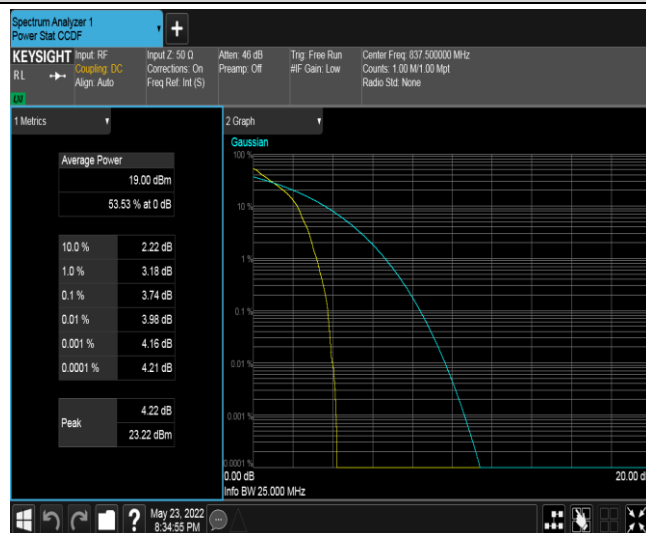 Spectrum Analyzer 1
Power Stat CCDF
+
KEYSIGHT
RL
LM
Input: RF
Coupling: DC
Align: Auto
Input Z: 50 Ω
Corrections: On
Freq Ref: Int (S)
Atten: 46 dB
Preamp: Off
Trig: Free Run
#IF Gain: Low
Center Freq: 837.500000 MHz
Counts: 1.00 M/1.00 Mpt
Radio Std: None
1 Metrics
Average Power
19.00 dBm
53.53 % at 0 dB
10.0 % 2.22 dB
1.0 % 3.18 dB
0.1 % 3.74 dB
0.01 % 3.98 dB
0.001 % 4.16 dB
0.0001 % 4.21 dB
Peak
4.22 dB
23.22 dBm
2 Graph
Gaussian
100 %
10 %
1 %
0.1 %
0.01 %
0.001 %
0.0001 %
0.00 dB
20.00 d
Info BW 25.000 MHz
?
May 23, 2022
8:34:55 PM